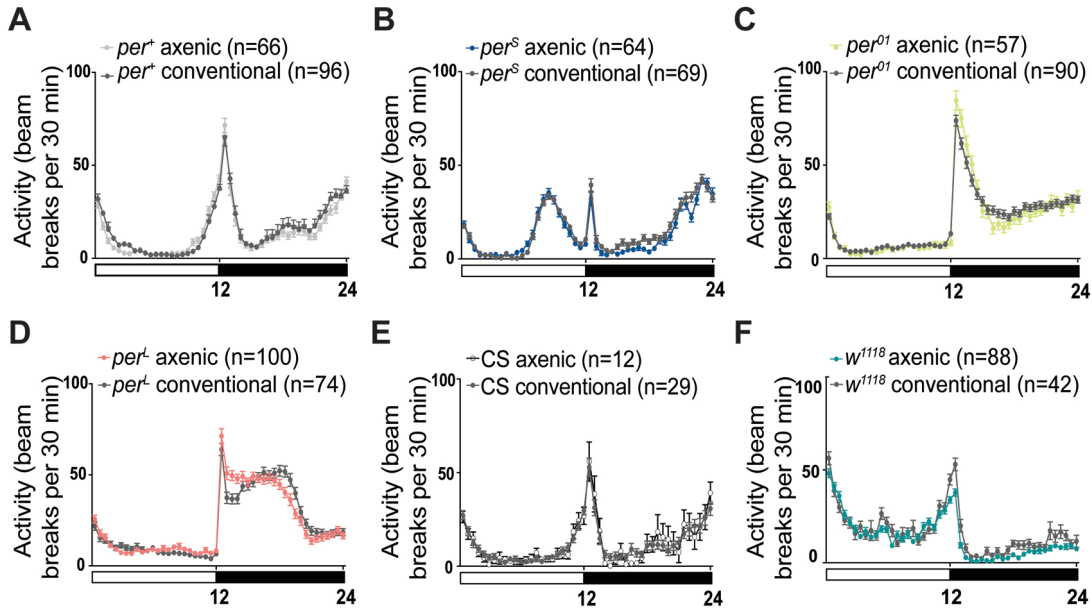 A
per+ axenic (n=66)
per+ conventional (n=96)
Activity (beam
breaks per 30 min)
100
50
0
12
24
B
perS axenic (n=64)
perS conventional (n=69)
Activity (beam
breaks per 30 min)
100
50
0
12
24
C
per01 axenic (n=57)
per01 conventional (n=90)
Activity (beam
breaks per 30 min)
100
50
0
12
24
D
perL axenic (n=100)
perL conventional (n=74)
Activity (beam
breaks per 30 min)
100
50
0
12
24
E
CS axenic (n=12)
CS conventional (n=29)
Activity (beam
breaks per 30 min)
100
50
0
12
24
F
w1118 axenic (n=88)
w1118 conventional (n=42)
Activity (beam
breaks per 30 min)
100
50
0
12
24